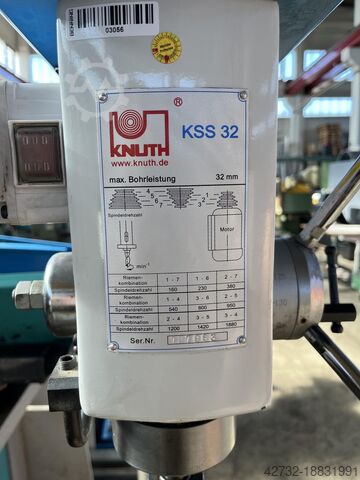 03056
KNUTH
®
www.knuth.de
KSS 32
max. Bohrleistung 32 mm
Spindeldrehzahl
Motor
min⁻¹
Riemen-kombination 1 - 7 1 - 6 2 - 7
Spindeldrehzahl 160 230 380
Riemen-kombination 1 - 4 3 - 6 2 - 5
Spindeldrehzahl 540 800 960
Riemen-kombination 2 - 4 3 - 5 3 - 4
Spindeldrehzahl 1200 1420 1680
Ser.Nr.
42732-18831991